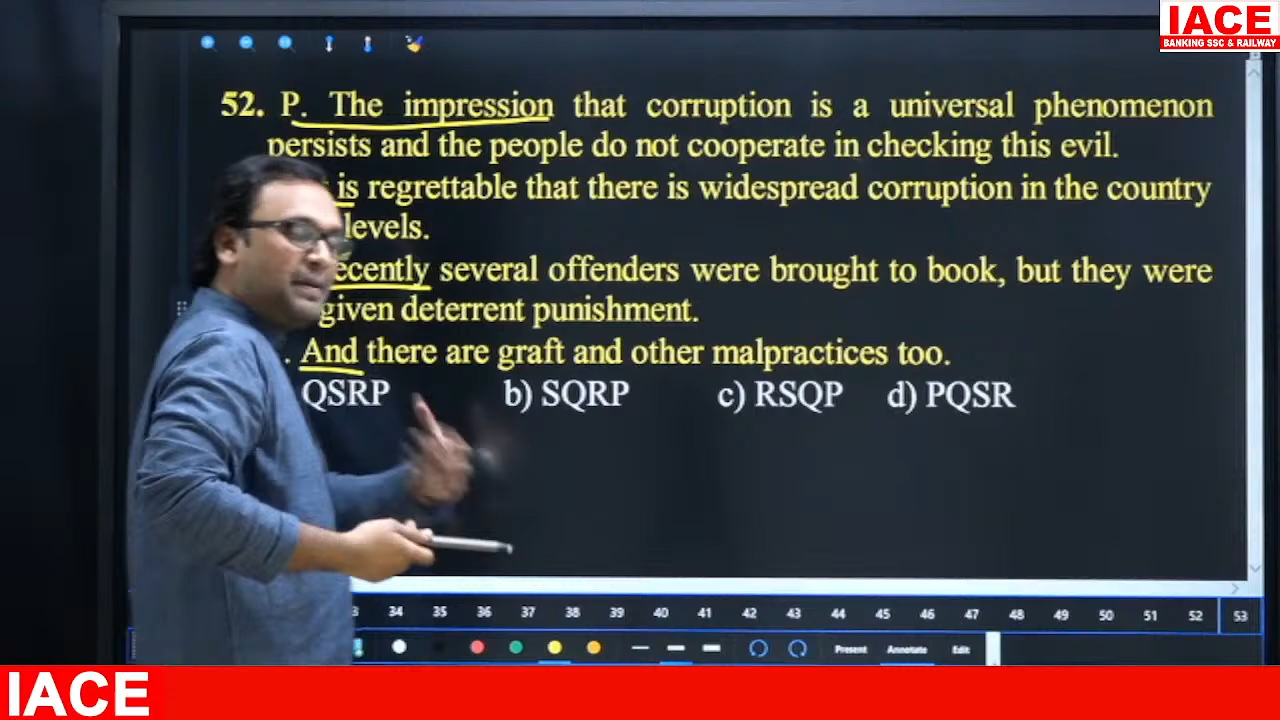 IACE
BANKING SSC & RAILWAY
52. P. The impression that corruption is a universal phenomenon
persists and the people do not cooperate in checking this evil.
is regrettable that there is widespread corruption in the country
levels.
ecently several offenders were brought to book, but they were
given deterrent punishment.
. And there are graft and other malpractices too.
QSRP b) SQRP c) RSQP d) PQSR
3 34 35 36 37 38 39 40 41 42 43 44 45 46 47 48 49 50 51 52 53
Present Annotate Edit
IACE